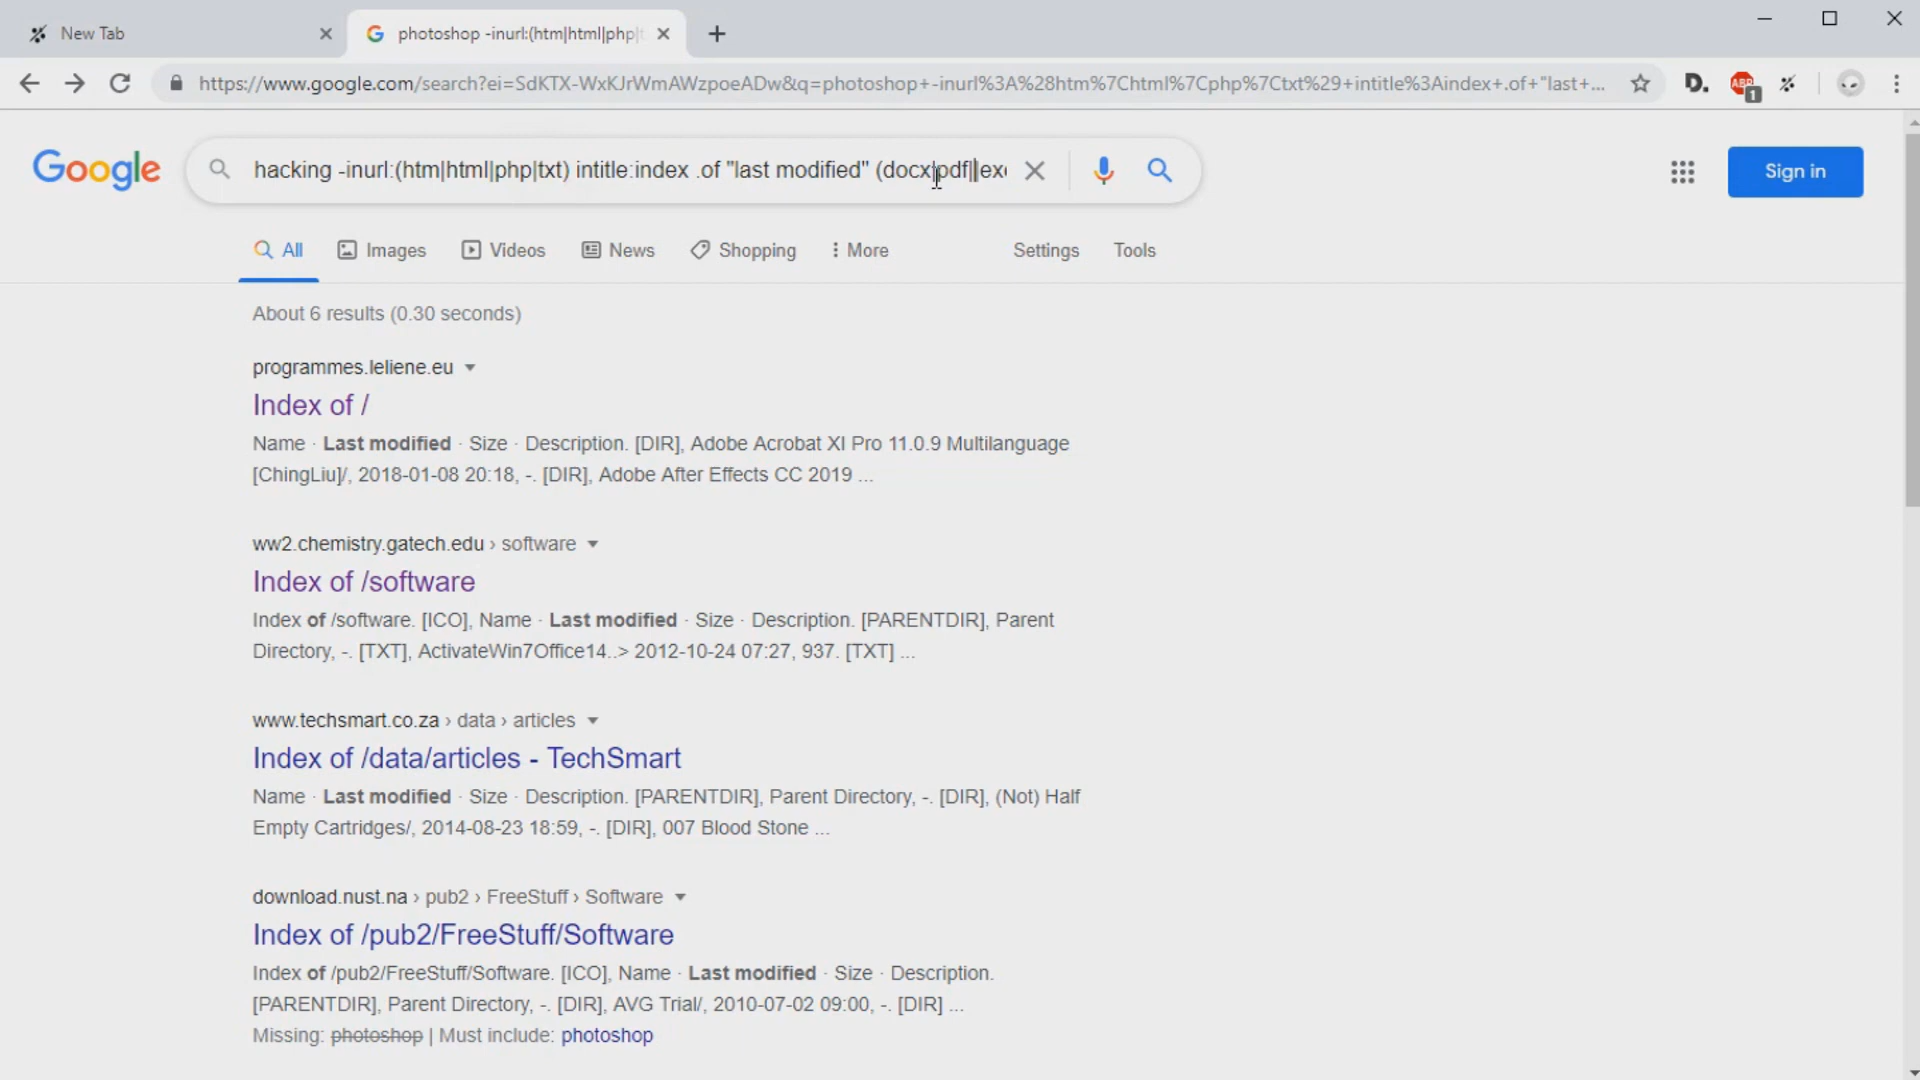 New Tab
photoshop -inurl:(htm|html|php|t
https://www.google.com/search?ei=SdKTX-WxKJrWmAWzpoeADw&q=photoshop+-inurl%3A%28htm%7Chtml%7Cphp%7Ctxt%29+intitle%3Aindex+.of+"last+...
D.
ABP
1
Google
hacking -inurl:(htm|html|php|txt) intitle:index .of "last modified" (docx|pdf||exe
Sign in
All
Images
Videos
News
Shopping
More
Settings
Tools
About 6 results (0.30 seconds)
programmes.leliene.eu
Index of /
Name · Last modified · Size · Description. [DIR], Adobe Acrobat XI Pro 11.0.9 Multilanguage
[ChingLiu]/, 2018-01-08 20:18, -. [DIR], Adobe After Effects CC 2019 ...
ww2.chemistry.gatech.edu › software
Index of /software
Index of /software. [ICO], Name · Last modified · Size · Description. [PARENTDIR], Parent
Directory, -. [TXT], ActivateWin7Office14..> 2012-10-24 07:27, 937. [TXT] ...
www.techsmart.co.za › data › articles
Index of /data/articles - TechSmart
Name · Last modified · Size · Description. [PARENTDIR], Parent Directory, -. [DIR], (Not) Half
Empty Cartridges/, 2014-08-23 18:59, -. [DIR], 007 Blood Stone ...
download.nust.na › pub2 › FreeStuff › Software
Index of /pub2/FreeStuff/Software
Index of /pub2/FreeStuff/Software. [ICO], Name · Last modified · Size · Description.
[PARENTDIR], Parent Directory, -. [DIR], AVG Trial/, 2010-07-02 09:00, -. [DIR] ...
Missing: photoshop | Must include: photoshop